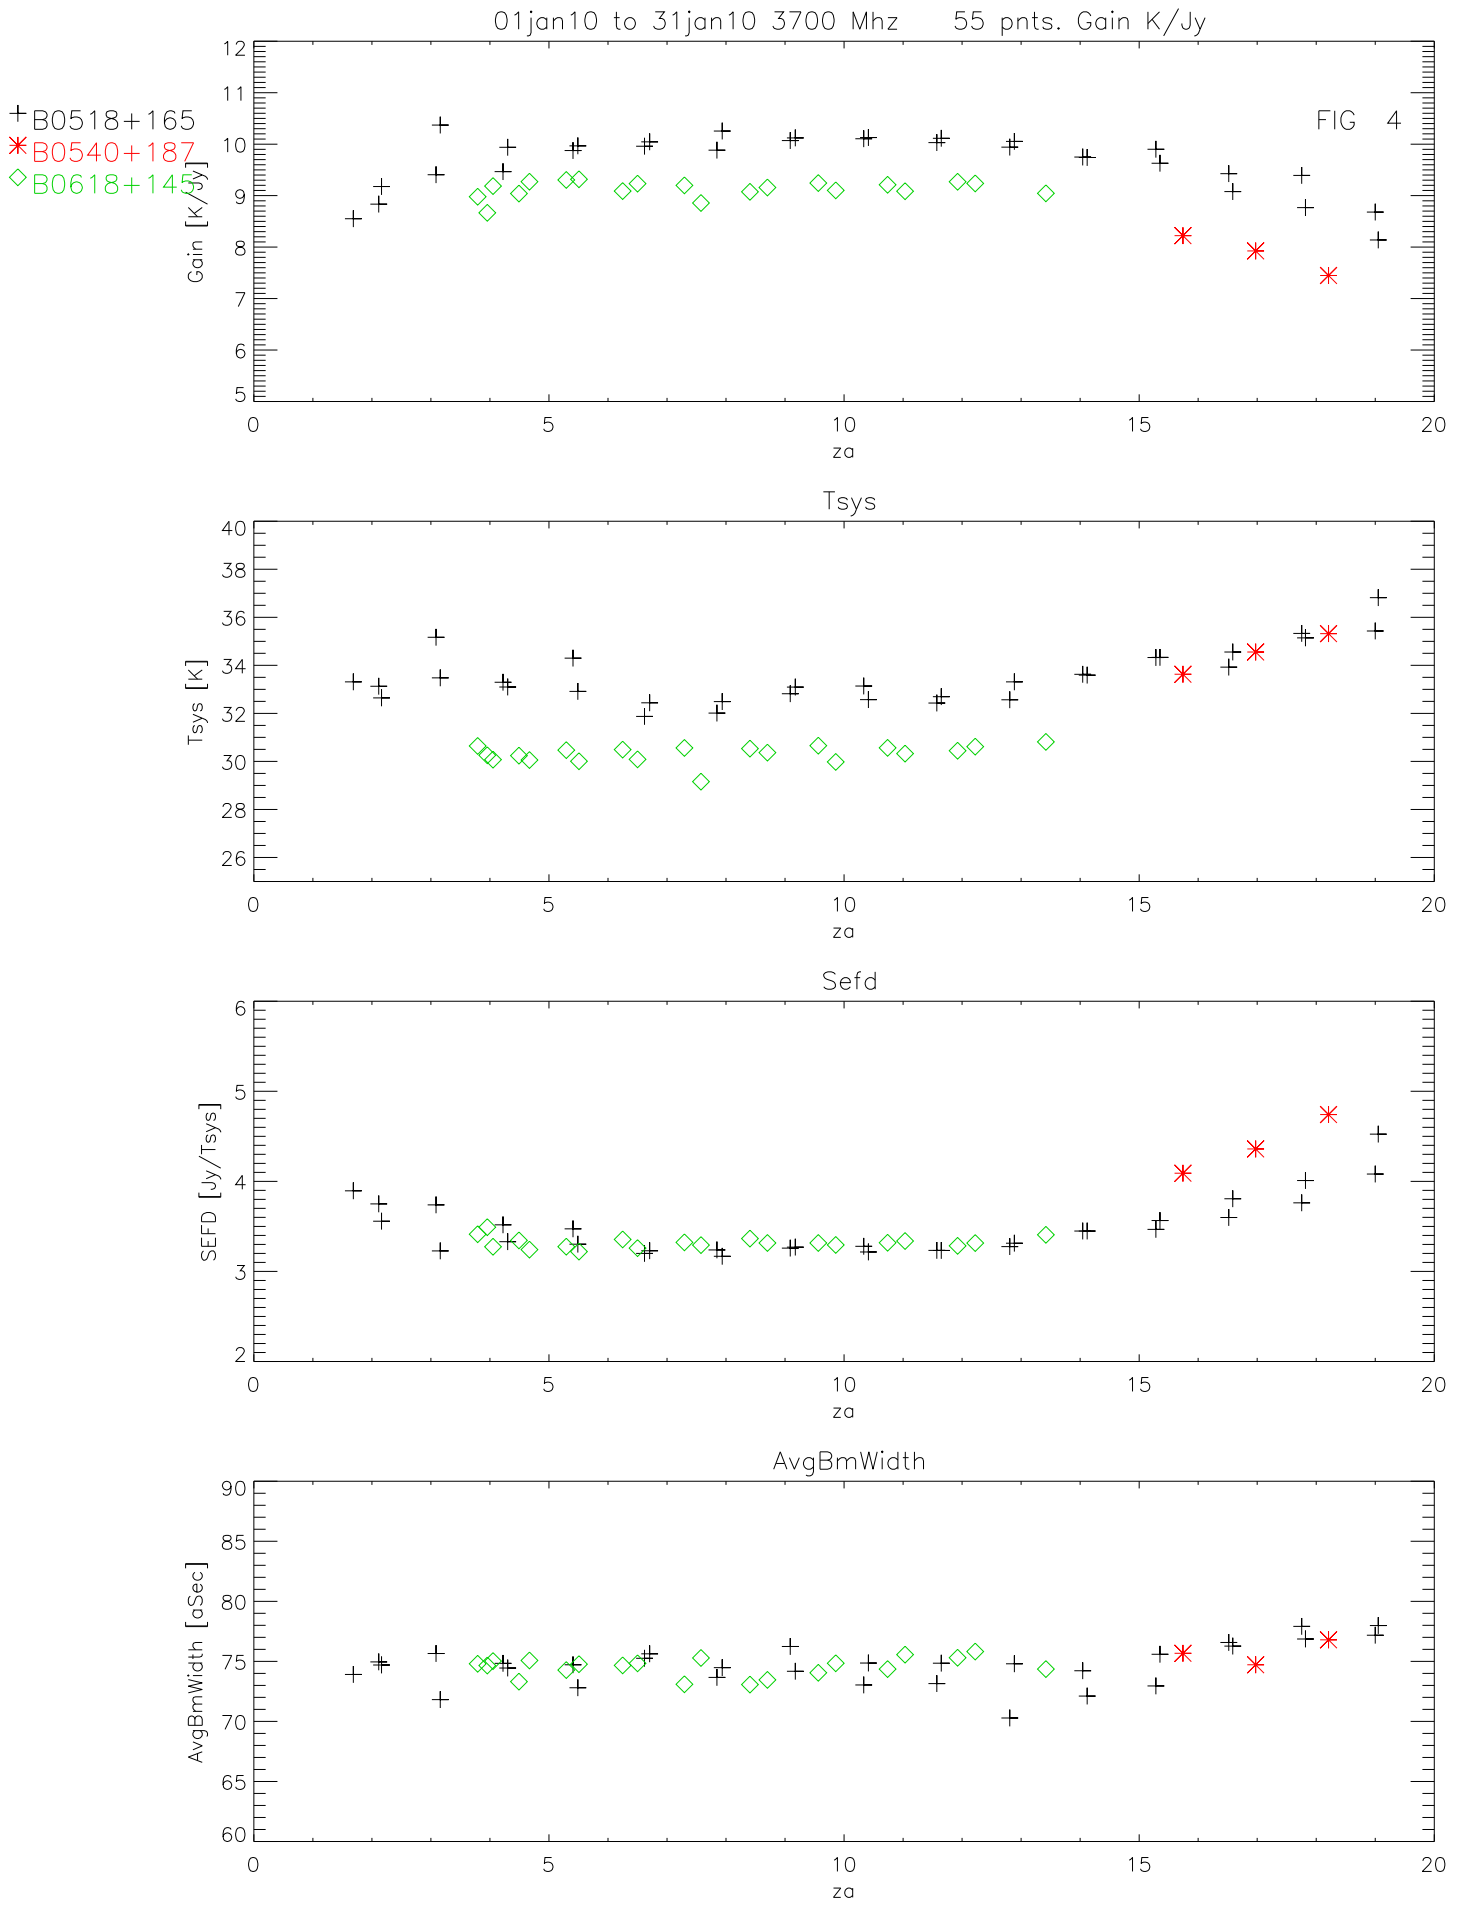 01jan10 to 31jan10 3700 Mhz 55 pnts. Gain K/Jy
B0518+165
B0540+187
B0618+145
FIG 4
Gain [K/Jy]
12
11
10
9
8
7
6
5
0 5 10 15 20
za
Tsys
Tsys [K]
40
38
36
34
32
30
28
26
0 5 10 15 20
za
Sefd
SEFD [Jy/Tsys]
6
5
4
3
2
0 5 10 15 20
za
AvgBmWidth
AvgBmWidth [aSec]
90
85
80
75
70
65
60
0 5 10 15 20
za